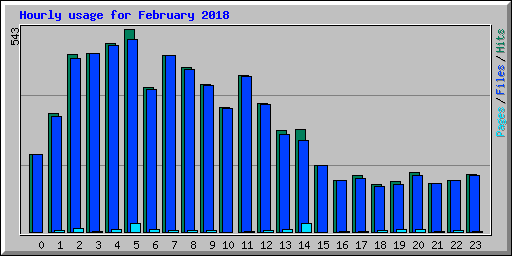 Hourly usage for February 2018
543
Pages/Files/Hits
0 1 2 3 4 5 6 7 8 9 10 11 12 13 14 15 16 17 18 19 20 21 22 23